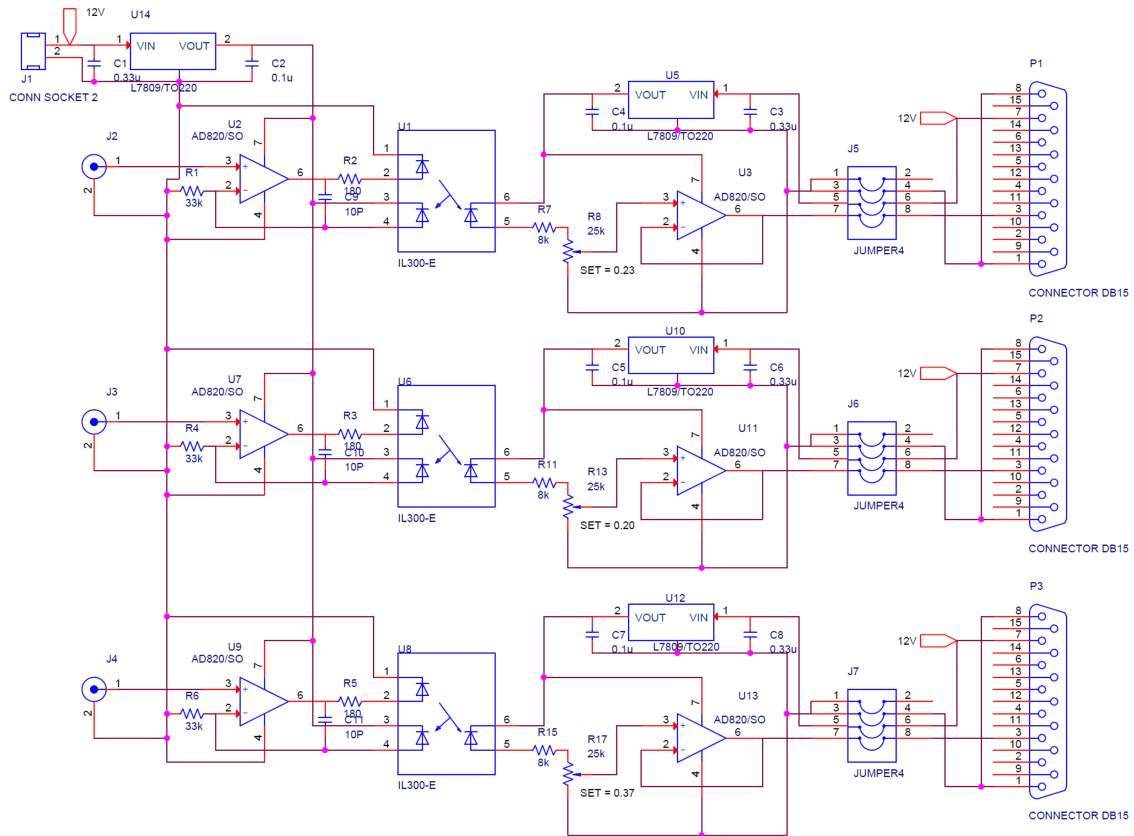 12V
U14
1
2
VIN
VOUT
1
2
C1
0.33u
C2
0.1u
L7809/TO220
J1
CONN SOCKET 2
J2
1
2
R1
33k
U2
AD820/SO
7
3
+
2
−
6
4
R2
180
C9
10P
U1
1
2
3
4
6
5
IL300-E
R7
8k
R8
25k
SET = 0.23
U5
2
VOUT
VIN
1
C4
0.1u
L7809/TO220
C3
0.33u
U3
AD820/SO
7
3
+
2
−
6
4
J5
1
2
3
4
5
6
7
8
JUMPER4
12V
P1
8
15
7
14
6
13
5
12
4
11
3
10
2
9
1
CONNECTOR DB15
J3
1
2
R4
33k
U7
AD820/SO
7
3
+
2
−
6
4
R3
180
C10
10P
U6
1
2
3
4
6
5
IL300-E
R11
8k
R13
25k
SET = 0.20
U10
2
VOUT
VIN
1
C5
0.1u
L7809/TO220
C6
0.33u
U11
AD820/SO
7
3
+
2
−
6
4
J6
1
2
3
4
5
6
7
8
JUMPER4
12V
P2
8
15
7
14
6
13
5
12
4
11
3
10
2
9
1
CONNECTOR DB15
J4
1
2
R6
33k
U9
AD820/SO
7
3
+
2
−
6
4
R5
180
C11
10P
U8
1
2
3
4
6
5
IL300-E
R15
8k
R17
25k
SET = 0.37
U12
2
VOUT
VIN
1
C7
0.1u
L7809/TO220
C8
0.33u
U13
AD820/SO
7
3
+
2
−
6
4
J7
1
2
3
4
5
6
7
8
JUMPER4
12V
P3
8
15
7
14
6
13
5
12
4
11
3
10
2
9
1
CONNECTOR DB15